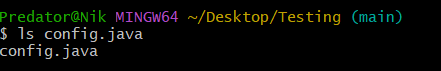 Predator@Nik MINGW64 ~/Desktop/Testing (main)
$ ls config.java
config.java